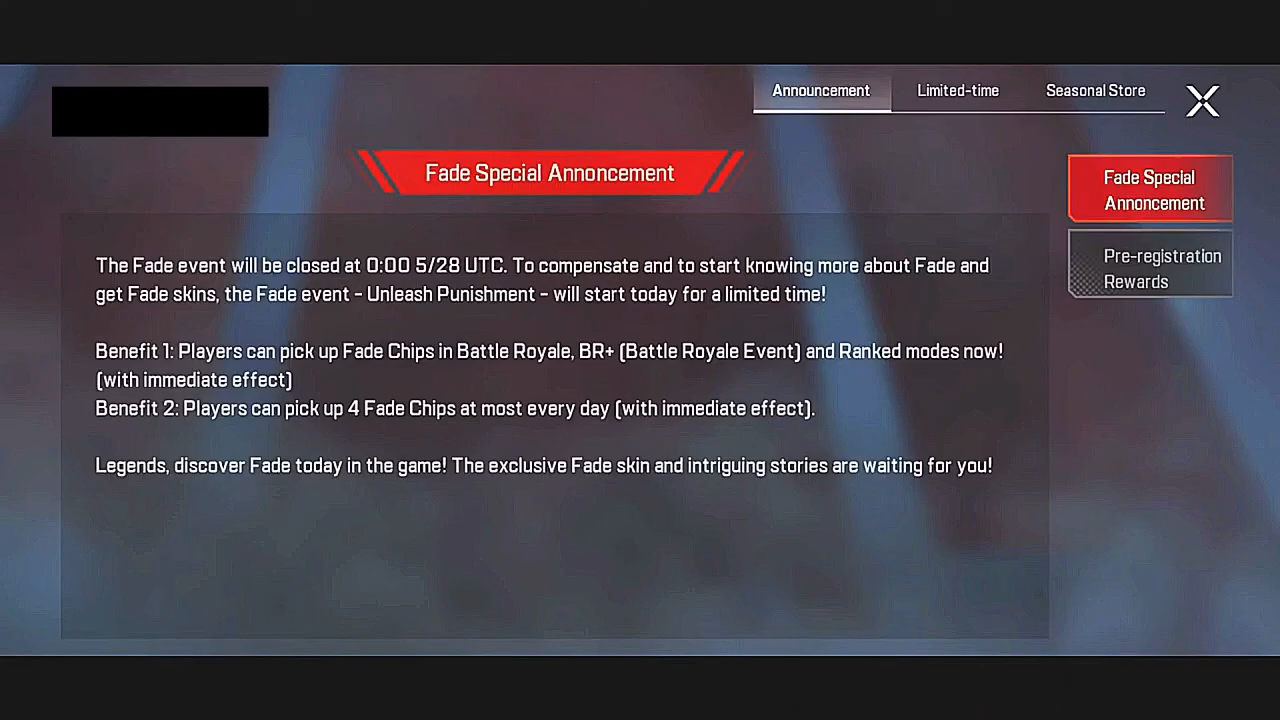 Announcement
Limited-time
Seasonal Store
Fade Special Annoncement
Fade Special
Annoncement
Pre-registration
Rewards
The Fade event will be closed at 0:00 5/28 UTC. To compensate and to start knowing more about Fade and
get Fade skins, the Fade event - Unleash Punishment - will start today for a limited time!
Benefit 1: Players can pick up Fade Chips in Battle Royale, BR+ (Battle Royale Event) and Ranked modes now!
(with immediate effect)
Benefit 2: Players can pick up 4 Fade Chips at most every day (with immediate effect).
Legends, discover Fade today in the game! The exclusive Fade skin and intriguing stories are waiting for you!